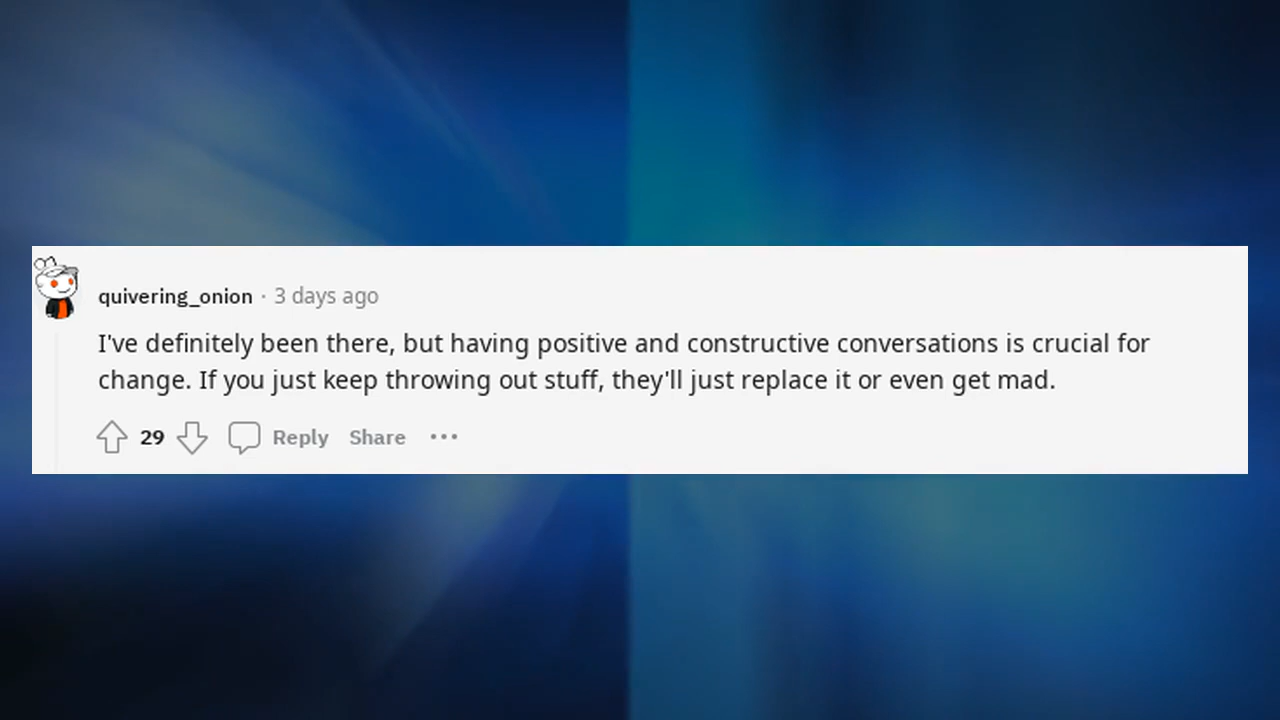 quivering_onion · 3 days ago
I've definitely been there, but having positive and constructive conversations is crucial for
change. If you just keep throwing out stuff, they'll just replace it or even get mad.
29 Reply Share •••